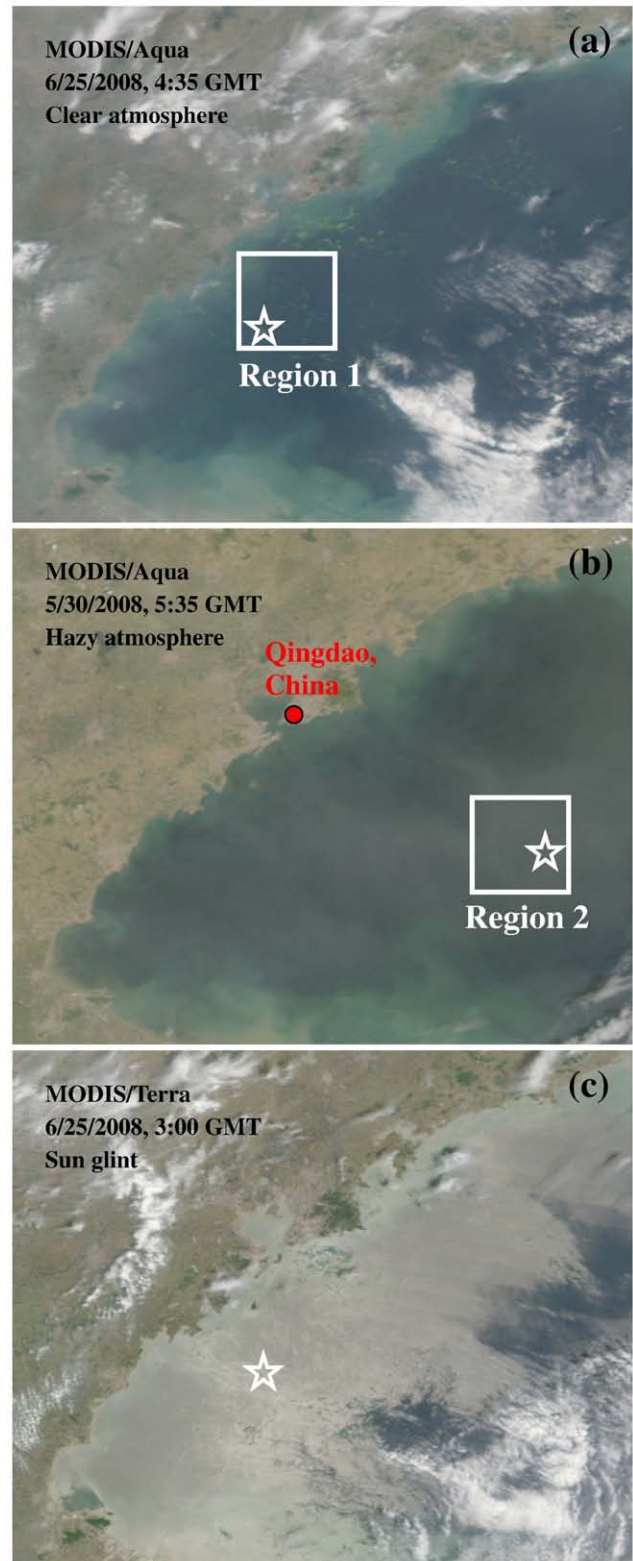 MODIS/Aqua
6/25/2008, 4:35 GMT
Clear atmosphere
(a)
Region 1
MODIS/Aqua
5/30/2008, 5:35 GMT
Hazy atmosphere
(b)
Qingdao,
China
Region 2
MODIS/Terra
6/25/2008, 3:00 GMT
Sun glint
(c)